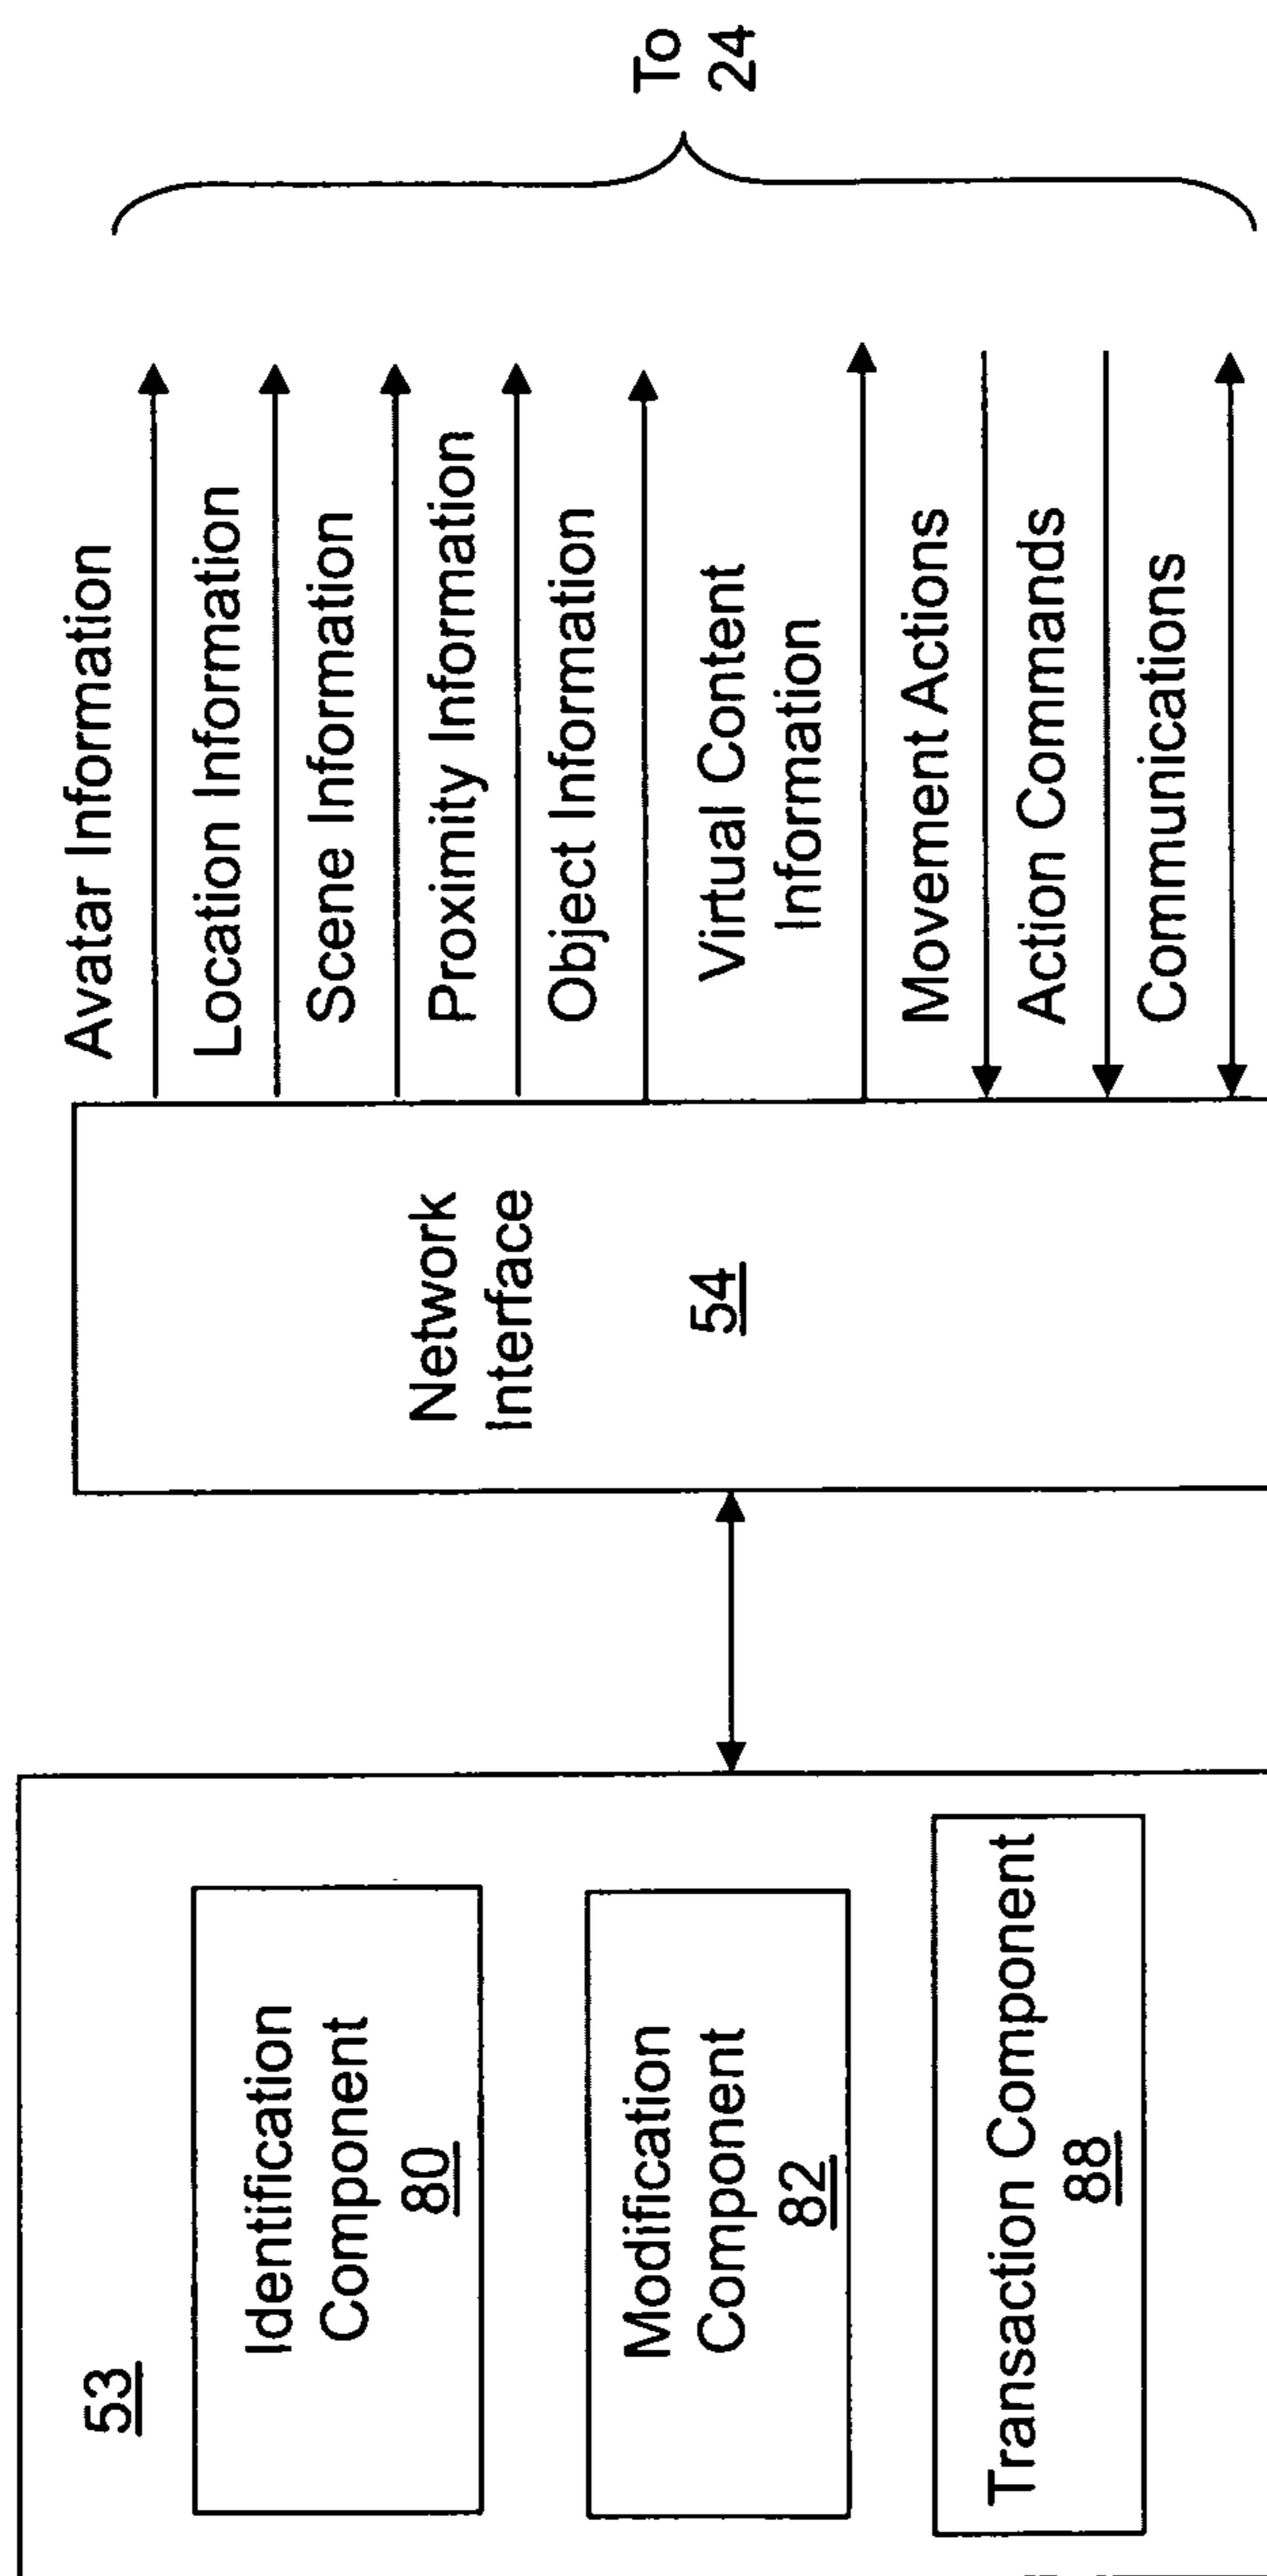 53
Identification
Component
80
Modification
Component
82
Transaction Component
88
Network
Interface
54
Avatar Information
Location Information
Scene Information
Proximity Information
Object Information
Virtual Content
Information
Movement Actions
Action Commands
Communications
To
24